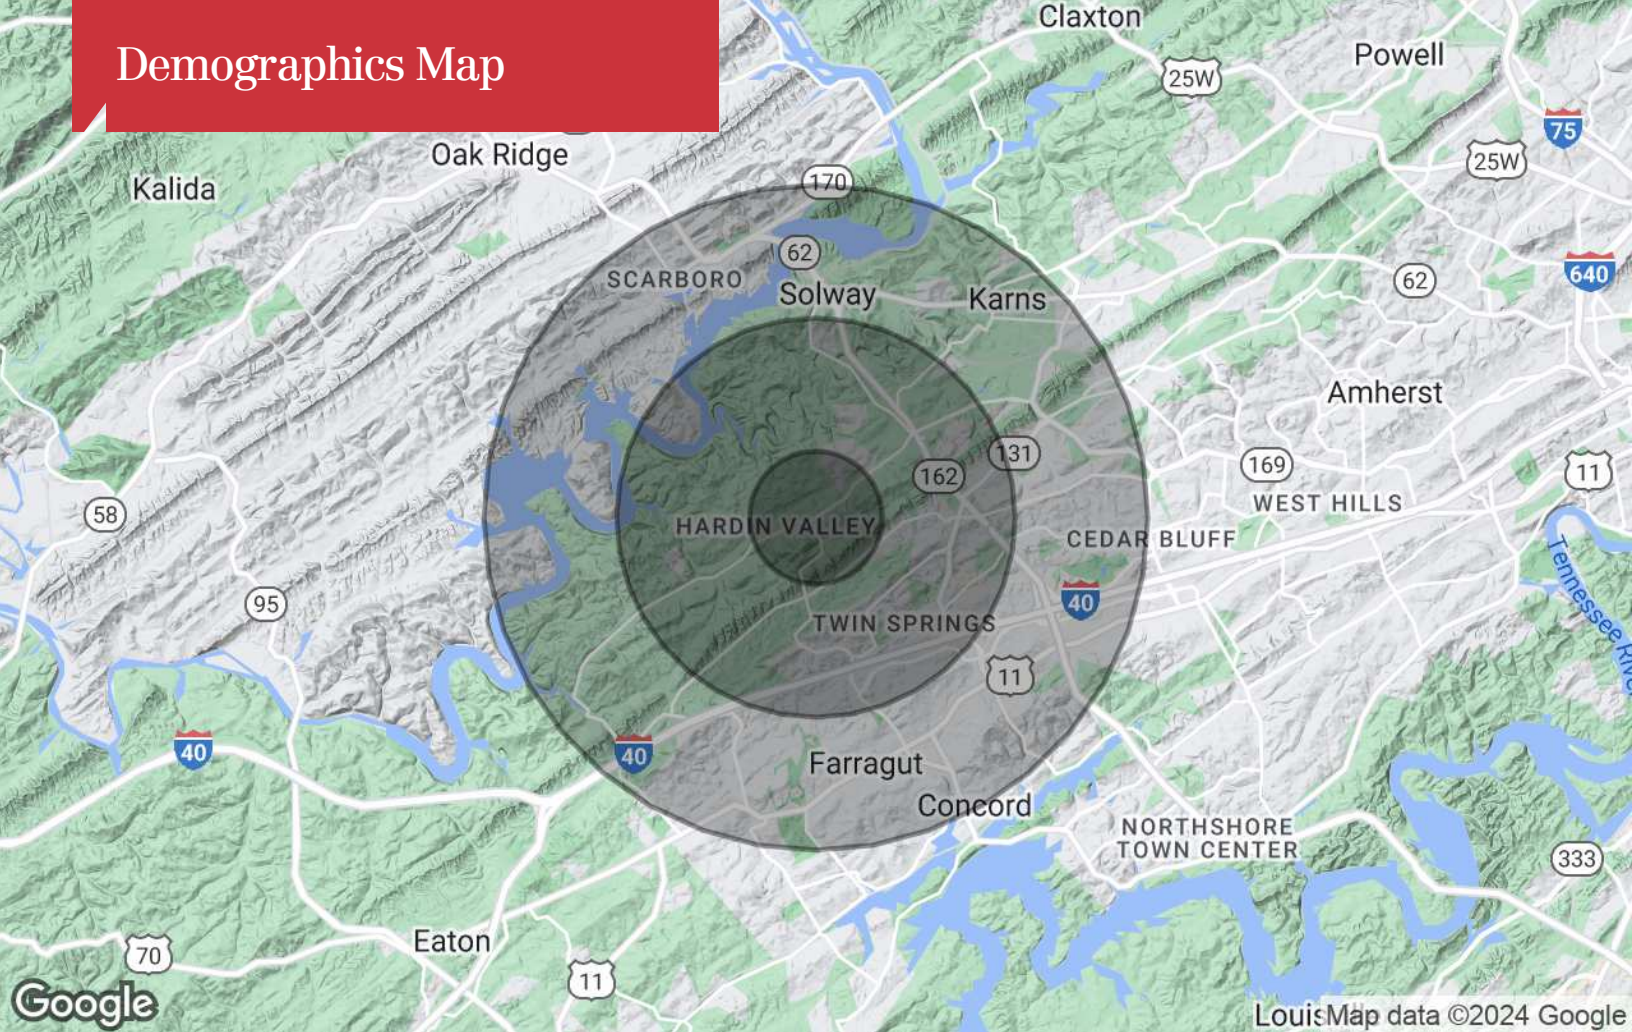 Demographics Map
Claxton
Powell
25W
75
25W
Oak Ridge
Kalida
170
62
SCARBORO
Solway
Karns
62
640
Amherst
131
162
169
11
WEST HILLS
58
HARDIN VALLEY
CEDAR BLUFF
Tennessee River
95
40
TWIN SPRINGS
11
40
40
Farragut
Concord
NORTHSHORE
TOWN CENTER
333
Eaton
70
11
Google
Map data ©2024 Google